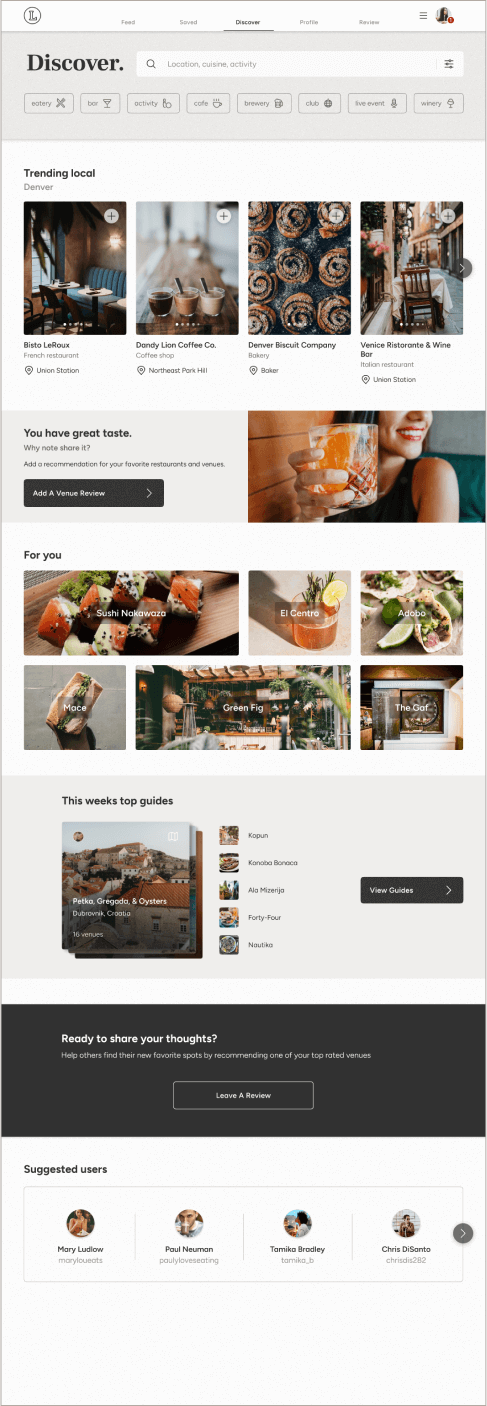 L
Feed
Saved
Discover
Profile
Review
Discover.
Location, cuisine, activity
eatery
bar
activity
cafe
brewery
club
live event
winery
Trending local
Denver
Bisto LeRoux
French restaurant
Union Station
Dandy Lion Coffee Co.
Coffee shop
Northeast Park Hill
Denver Biscuit Company
Bakery
Baker
Venice Ristorante & Wine
Bar
Italian restaurant
Union Station
You have great taste.
Why note share it?
Add a recommendation for your favorite restaurants and venues.
Add A Venue Review
For you
Sushi Nakawaza
El Centro
Adobo
Mace
Green Fig
The Gaf
This weeks top guides
Petka, Gregada, & Oysters
Dubrovnik, Croatia
16 venues
Kopun
Konoba Bonaca
Ala Mizerija
Forty-Four
Nautika
View Guides
Ready to share your thoughts?
Help others find their new favorite spots by recommending one of your top rated venues
Leave A Review
Suggested users
Mary Ludlow
maryloueats
Paul Neuman
paulyloveseating
Tamika Bradley
tamika_b
Chris DiSanto
chrisdis282